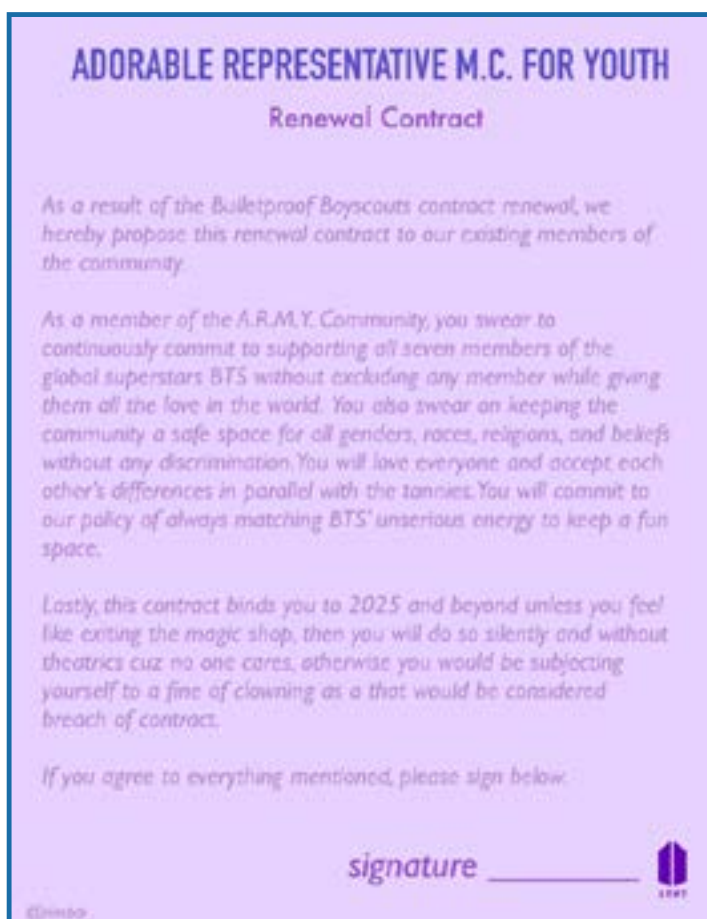 ADORABLE REPRESENTATIVE M.C. FOR YOUTH
Renewal Contract
As a result of the Bulletproof Boyscouts contract renewal, we
hereby propose this renewal contract to our existing members of
the community.
As a member of the A.R.M.Y. Community, you swear to
continuously commit to supporting all seven members of the
global superstars BTS without excluding any member while giving
them all the love in the world. You also swear on keeping the
community a safe space for all genders, races, religions, and beliefs
without any discrimination. You will love everyone and accept each
other's differences in parallel with the tannies. You will commit to
our policy of always matching BTS' unserious energy to keep a fun
space.
Lastly, this contract binds you to 2025 and beyond unless you feel
like exiting the magic shop, then you will do so silently and without
theatrics cuz no one cares, otherwise you would be subjecting
yourself to a fine of clowning as a that would be considered
breach of contract.
If you agree to everything mentioned, please sign below.
signature __________
ARMY